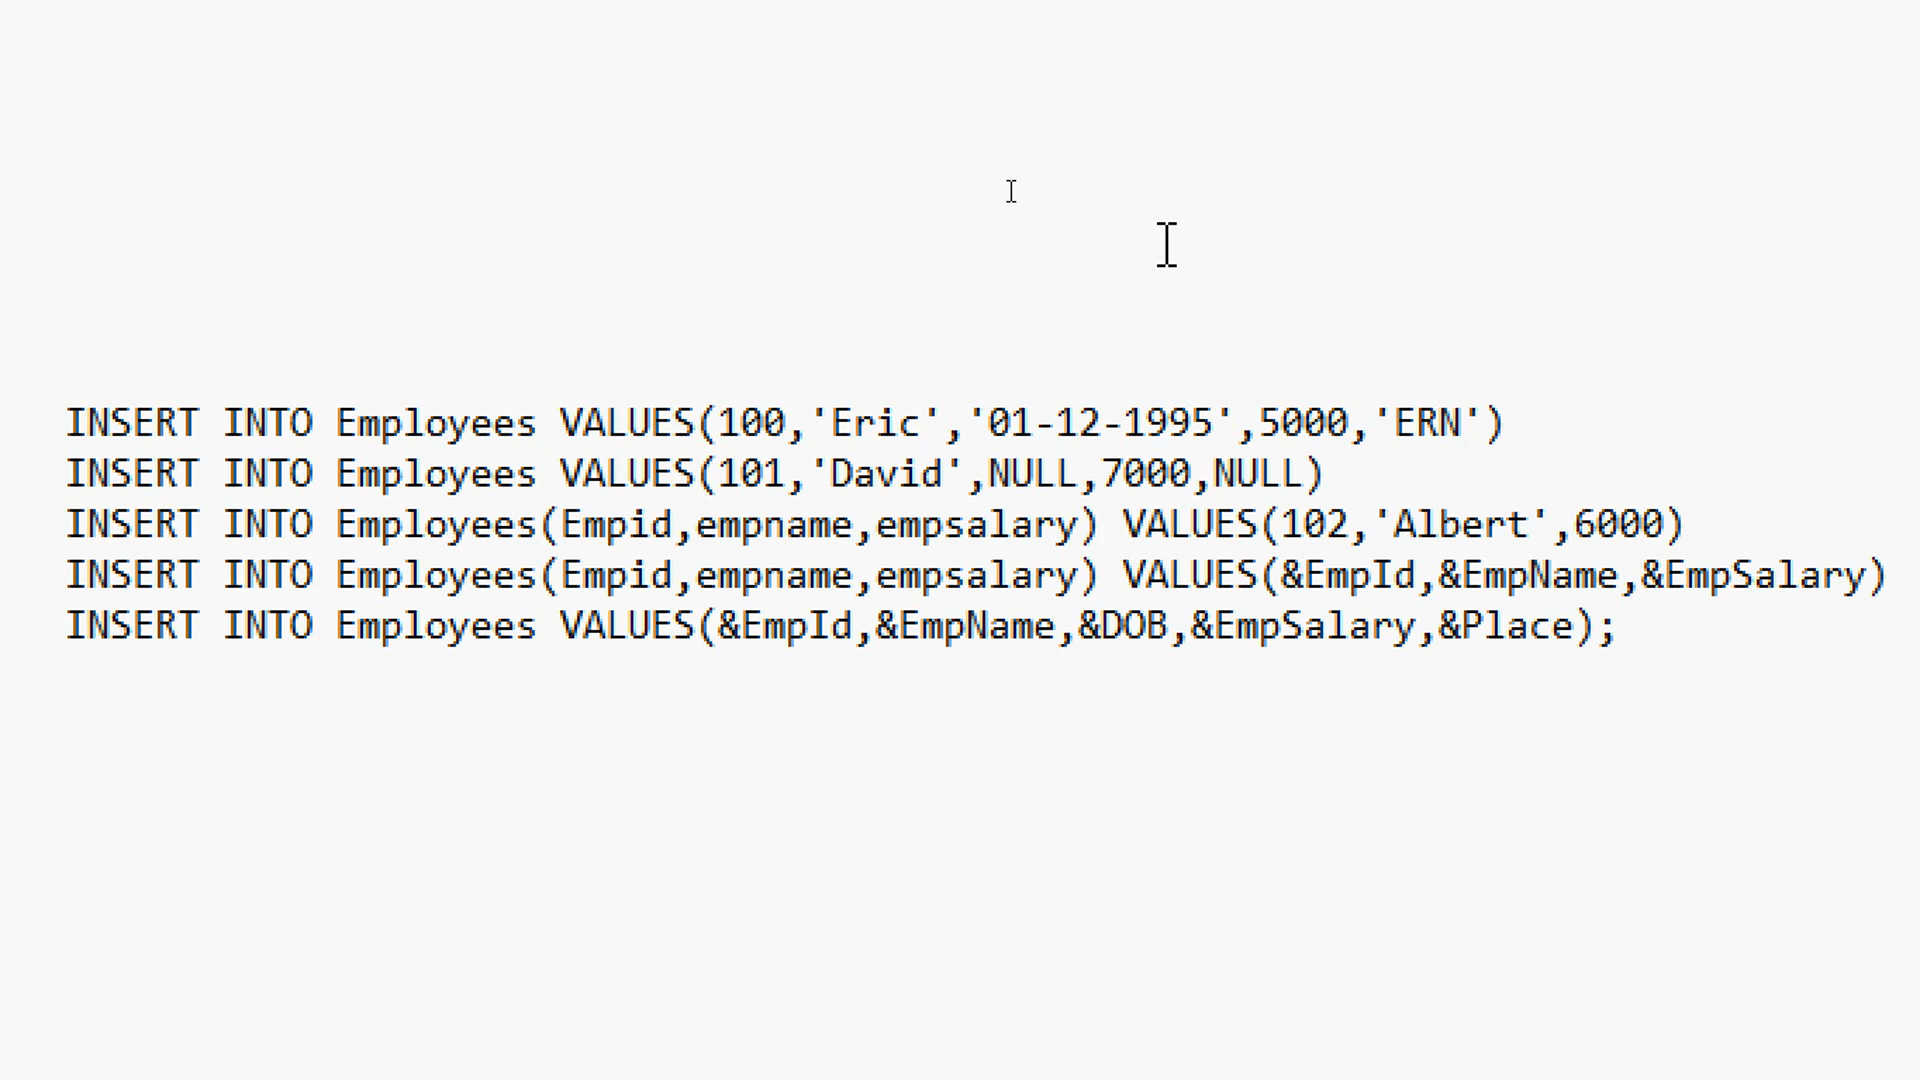 INSERT INTO Employees VALUES(100,'Eric','01-12-1995',5000,'ERN')
INSERT INTO Employees VALUES(101,'David',NULL,7000,NULL)
INSERT INTO Employees(Empid,empname,empsalary) VALUES(102,'Albert',6000)
INSERT INTO Employees(Empid,empname,empsalary) VALUES(&EmpId,&EmpName,&EmpSalary)
INSERT INTO Employees VALUES(&EmpId,&EmpName,&DOB,&EmpSalary,&Place);